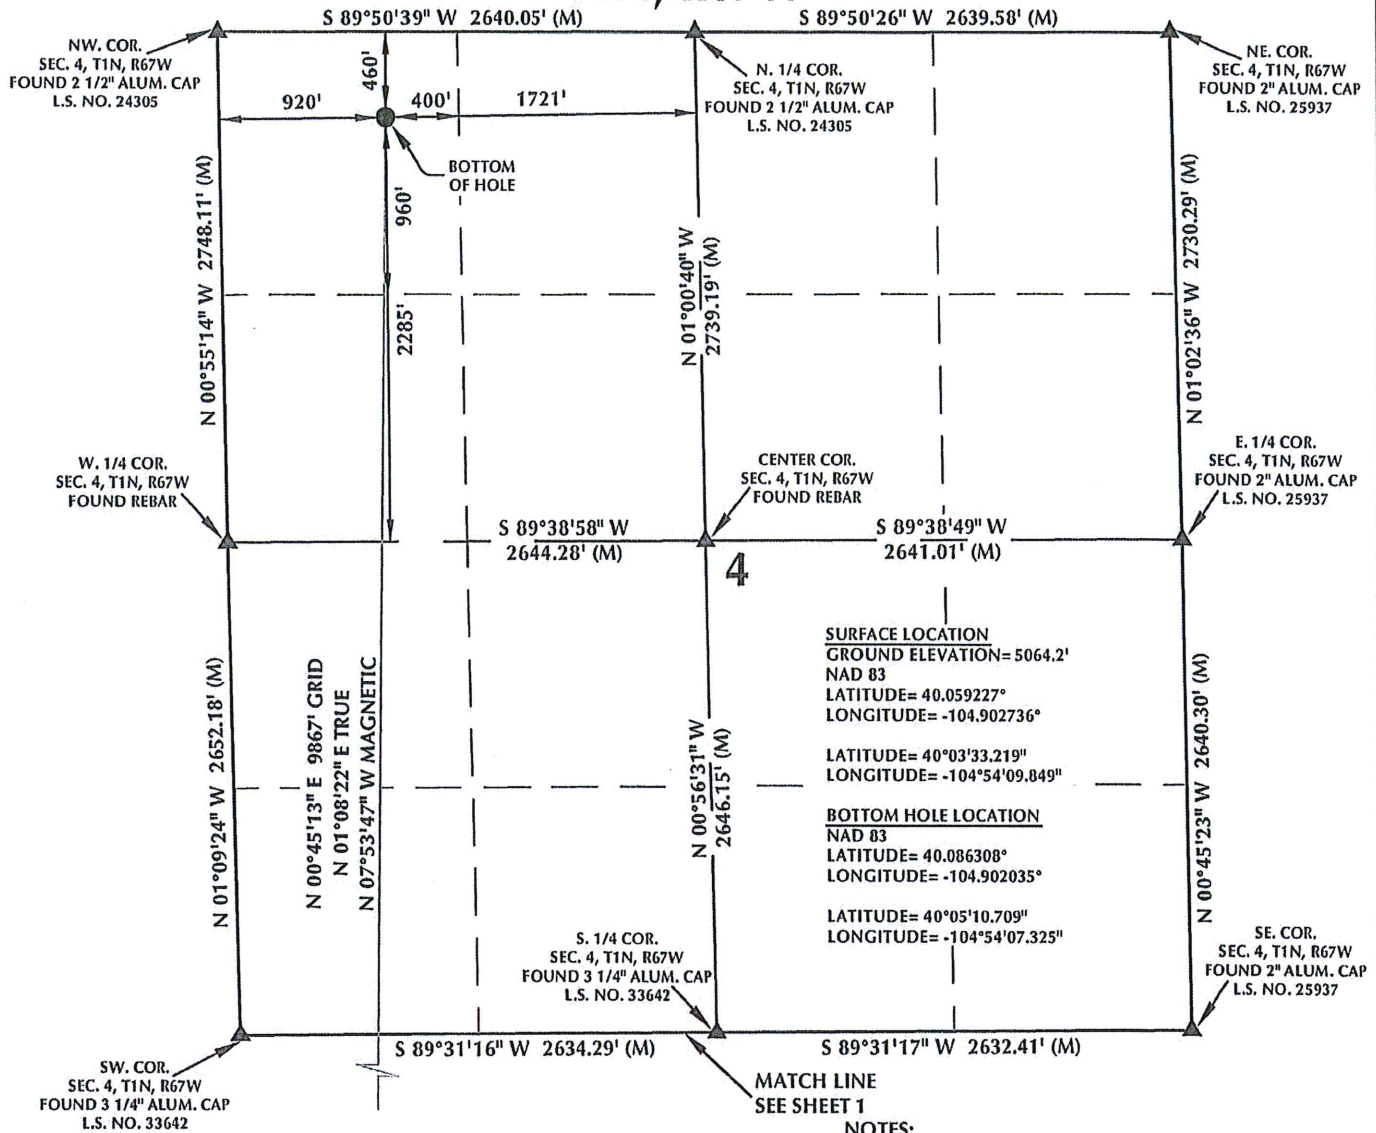 S 89°50'39" W 2640.05' (M)
S 89°50'26" W 2639.58' (M)
NW. COR.
SEC. 4, T1N, R67W
FOUND 2 1/2" ALUM. CAP
L.S. NO. 24305
N. 1/4 COR.
SEC. 4, T1N, R67W
FOUND 2 1/2" ALUM. CAP
L.S. NO. 24305
NE. COR.
SEC. 4, T1N, R67W
FOUND 2" ALUM. CAP
L.S. NO. 25937
460'
920'
400'
1721'
BOTTOM
OF HOLE
960'
2285'
N 00°55'14" W 2748.11' (M)
N 01°00'40" W
2739.19' (M)
N 01°02'36" W 2730.29' (M)
W. 1/4 COR.
SEC. 4, T1N, R67W
FOUND REBAR
CENTER COR.
SEC. 4, T1N, R67W
FOUND REBAR
E. 1/4 COR.
SEC. 4, T1N, R67W
FOUND 2" ALUM. CAP
L.S. NO. 25937
S 89°38'58" W
2644.28' (M)
S 89°38'49" W
2641.01' (M)
4
SURFACE LOCATION
GROUND ELEVATION= 5064.2'
NAD 83
LATITUDE= 40.059227°
LONGITUDE= -104.902736°
LATITUDE= 40°03'33.219"
LONGITUDE= -104°54'09.849"
BOTTOM HOLE LOCATION
NAD 83
LATITUDE= 40.086308°
LONGITUDE= -104.902035°
LATITUDE= 40°05'10.709"
LONGITUDE= -104°54'07.325"
N 01°09'24" W 2652.18' (M)
N 00°45'13" E 9867' GRID
N 01°08'22" E TRUE
N 07°53'47" W MAGNETIC
N 00°56'31" W
2646.15' (M)
N 00°45'23" W 2640.30' (M)
S. 1/4 COR.
SEC. 4, T1N, R67W
FOUND 3 1/4" ALUM. CAP
L.S. NO. 33642
SE. COR.
SEC. 4, T1N, R67W
FOUND 2" ALUM. CAP
L.S. NO. 25937
S 89°31'16" W 2634.29' (M)
S 89°31'17" W 2632.41' (M)
SW. COR.
SEC. 4, T1N, R67W
FOUND 3 1/4" ALUM. CAP
L.S. NO. 33642
MATCH LINE
SEE SHEET 1
NOTES: